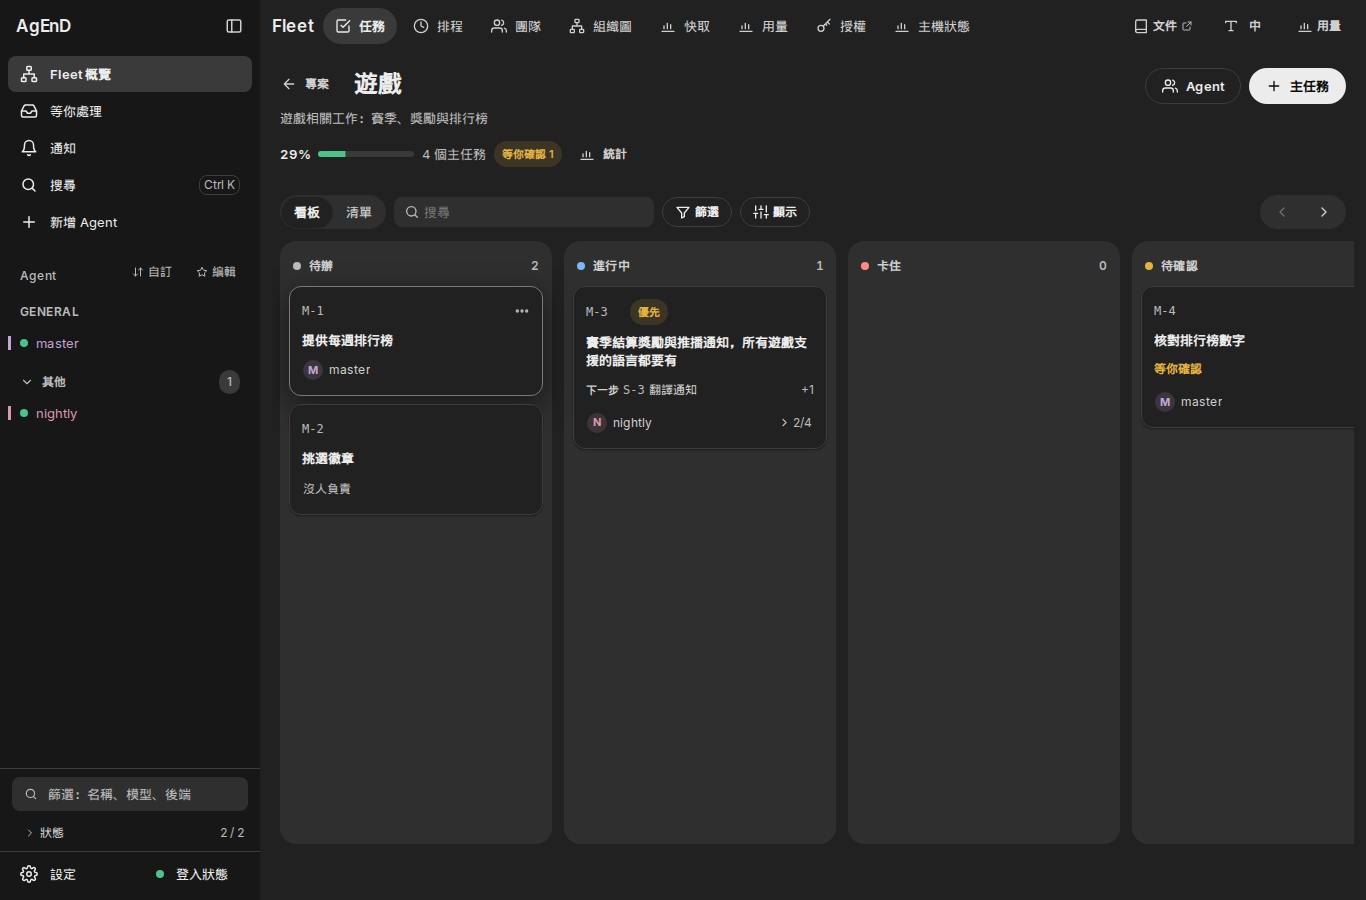 AgEnD
Fleet 概覽
等你處理
通知
搜尋 Ctrl K
新增 Agent
Agent 自訂 編輯
GENERAL
master
其他 1
nightly
篩選：名稱、模型、後端
狀態 2 / 2
設定 登入狀態
Fleet 任務 排程 團隊 組織圖 快取 用量 授權 主機狀態 文件 中 用量
專案 遊戲 Agent 主任務
遊戲相關工作：賽季、獎勵與排行榜
29% 4 個主任務 等你確認 1 統計
看板 清單 搜尋 篩選 顯示
待辦 2
M-1
提供每週排行榜
M master
M-2
挑選徽章
沒人負責
進行中 1
M-3 優先
賽季結算獎勵與推播通知，所有遊戲支
援的語言都要有
下一步 S-3 翻譯通知 +1
N nightly 2/4
卡住 0
待確認
M-4
核對排行榜數字
等你確認
M master